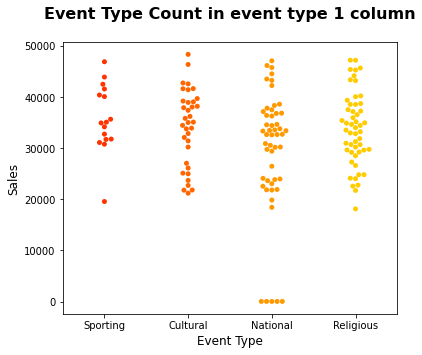 Event Type Count in event type 1 column
50000
40000
30000
20000
10000
0
Sales
Sporting Cultural National Religious
Event Type